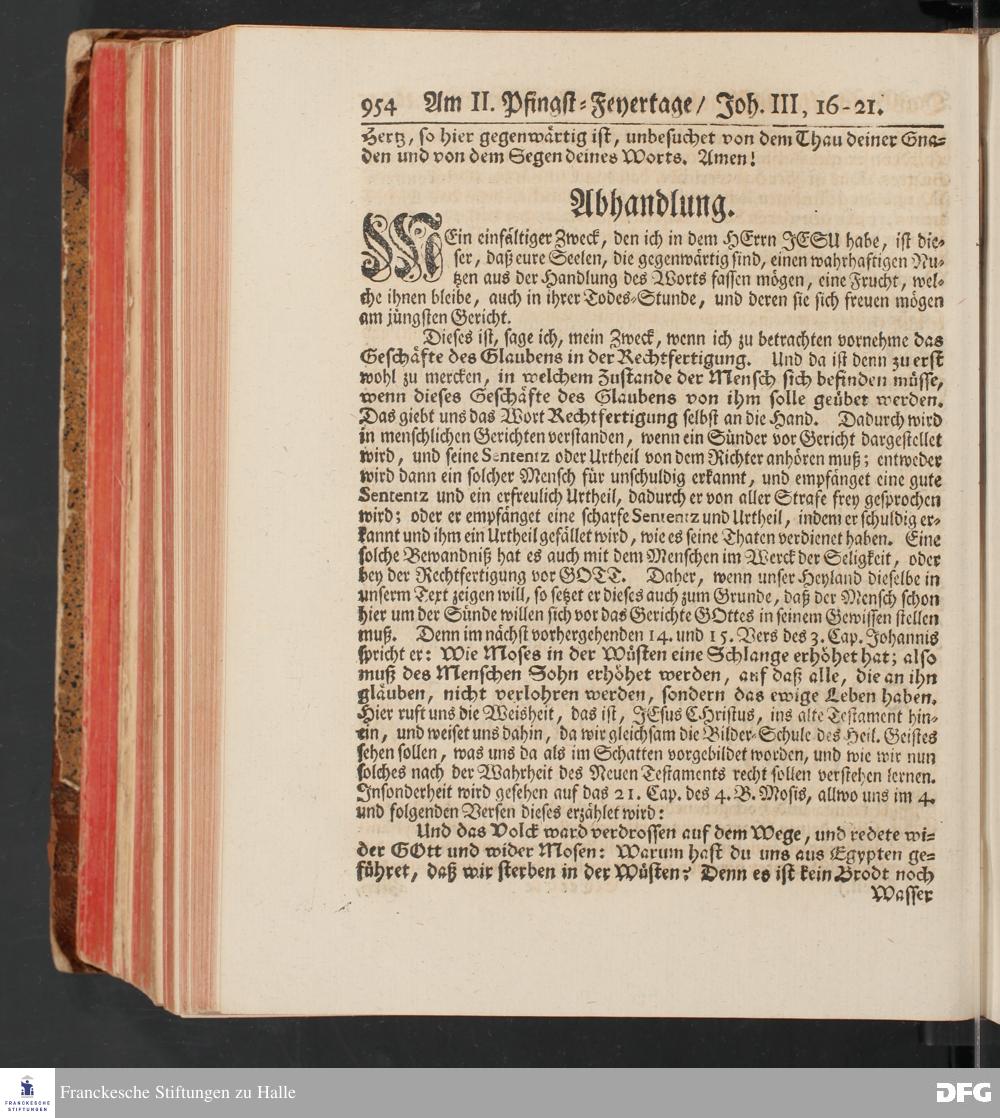 954 Am II. Pfingst-Feyertage/ Joh. III, 16-21.
Hertz, so hier gegenwärtig ist, unbesuchet von dem Thau deiner Gna-
den und von dem Segen deines Worts. Amen!
Abhandlung.
MEin einfältiger Zweck, den ich in dem HErrn JESU habe, ist die-
ser, daß eure Seelen, die gegenwärtig sind, einen wahrhaftigen Nu-
tzen aus der Handlung des Worts fassen mögen, eine Frucht, wel-
che ihnen bleibe, auch in ihrer Todes-Stunde, und deren sie sich freuen mögen
am jüngsten Gericht.
Dieses ist, sage ich, mein Zweck, wenn ich zu betrachten vornehme das
Geschäfte des Glaubens in der Rechtfertigung. Und da ist denn zu erst
wohl zu mercken, in welchem Zustande der Mensch sich befinden müsse,
wenn dieses Geschäfte des Glaubens von ihm solle geübet werden.
Das giebt uns das Wort Rechtfertigung selbst an die Hand. Dadurch wird
in menschlichen Gerichten verstanden, wenn ein Sünder vor Gericht dargestellet
wird, und seine Sententz oder Urtheil von dem Richter anhören muß; entweder
wird dann ein solcher Mensch für unschuldig erkannt, und empfänget eine gute
Sententz und ein erfreulich Urtheil, dadurch er von aller Strafe frey gesprochen
wird; oder er empfänget eine scharfe Sententz und Urtheil, indem er schuldig er-
kannt und ihm ein Urtheil gefället wird, wie es seine Thaten verdienet haben. Eine
solche Bewandniß hat es auch mit dem Menschen im Werck der Seligkeit, oder
bey der Rechtfertigung vor GOTT. Daher, wenn unser Heyland dieselbe in
unserm Text zeigen will, so setzet er dieses auch zum Grunde, daß der Mensch schon
hier um der Sünde willen sich vor das Gerichte GOttes in seinem Gewissen stellen
muß. Denn im nächst vorhergehenden 14. und 15. Vers des 3. Cap. Johannis
spricht er: Wie Moses in der Wüsten eine Schlange erhöhet hat; also
muß des Menschen Sohn erhöhet werden, auf daß alle, die an ihn
gläuben, nicht verlohren werden, sondern das ewige Leben haben.
Hier ruft uns die Weisheit, das ist, JEsus CHristus, ins alte Testament hin-
ein, und weiset uns dahin, da wir gleichsam die Bilder-Schule des Heil. Geistes
sehen sollen, was uns da als im Schatten vorgebildet worden, und wie wir nun
solches nach der Wahrheit des Neuen Testaments recht sollen verstehen lernen.
Insonderheit wird gesehen auf das 21. Cap. des 4. B. Mosis, allwo uns im 4.
und folgenden Versen dieses erzählet wird:
Und das Volck ward verdrossen auf dem Wege, und redete wi-
der GOtt und wider Mosen: Warum hast du uns aus Egypten ge-
führet, daß wir sterben in der Wüsten? Denn es ist kein Brodt noch
Wasser
FRANCKESCHE
STIFTUNGEN
Franckesche Stiftungen zu Halle
DFG